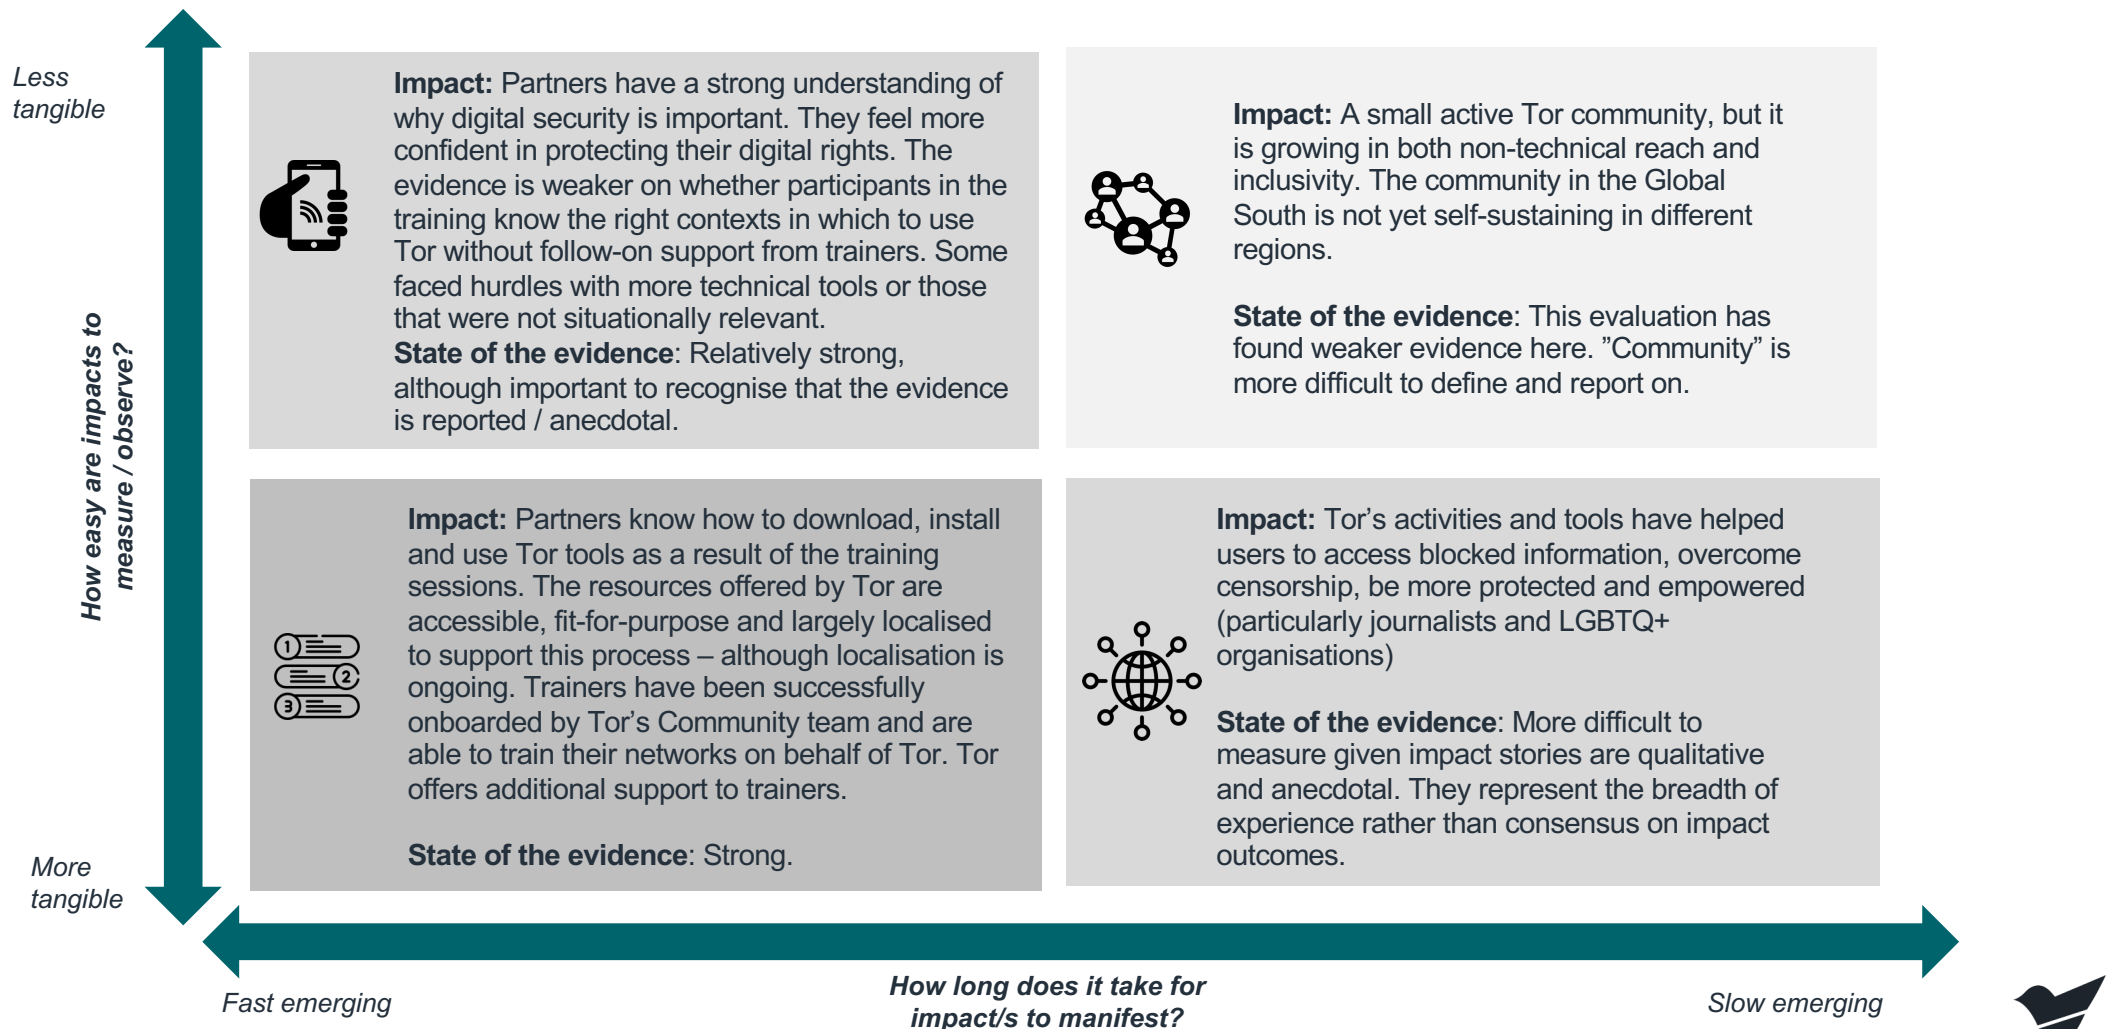 Less
tangible
How easy are impacts to
measure / observe?
More
tangible
Impact: Partners have a strong understanding of
why digital security is important. They feel more
confident in protecting their digital rights. The
evidence is weaker on whether participants in the
training know the right contexts in which to use
Tor without follow-on support from trainers. Some
faced hurdles with more technical tools or those
that were not situationally relevant.
State of the evidence: Relatively strong,
although important to recognise that the evidence
is reported / anecdotal.
Impact: A small active Tor community, but it
is growing in both non-technical reach and
inclusivity. The community in the Global
South is not yet self-sustaining in different
regions.
State of the evidence: This evaluation has
found weaker evidence here. ”Community” is
more difficult to define and report on.
1
2
3
Impact: Partners know how to download, install
and use Tor tools as a result of the training
sessions. The resources offered by Tor are
accessible, fit-for-purpose and largely localised
to support this process – although localisation is
ongoing. Trainers have been successfully
onboarded by Tor’s Community team and are
able to train their networks on behalf of Tor. Tor
offers additional support to trainers.
State of the evidence: Strong.
Impact: Tor’s activities and tools have helped
users to access blocked information, overcome
censorship, be more protected and empowered
(particularly journalists and LGBTQ+
organisations)
State of the evidence: More difficult to
measure given impact stories are qualitative
and anecdotal. They represent the breadth of
experience rather than consensus on impact
outcomes.
Fast emerging
How long does it take for
impact/s to manifest?
Slow emerging